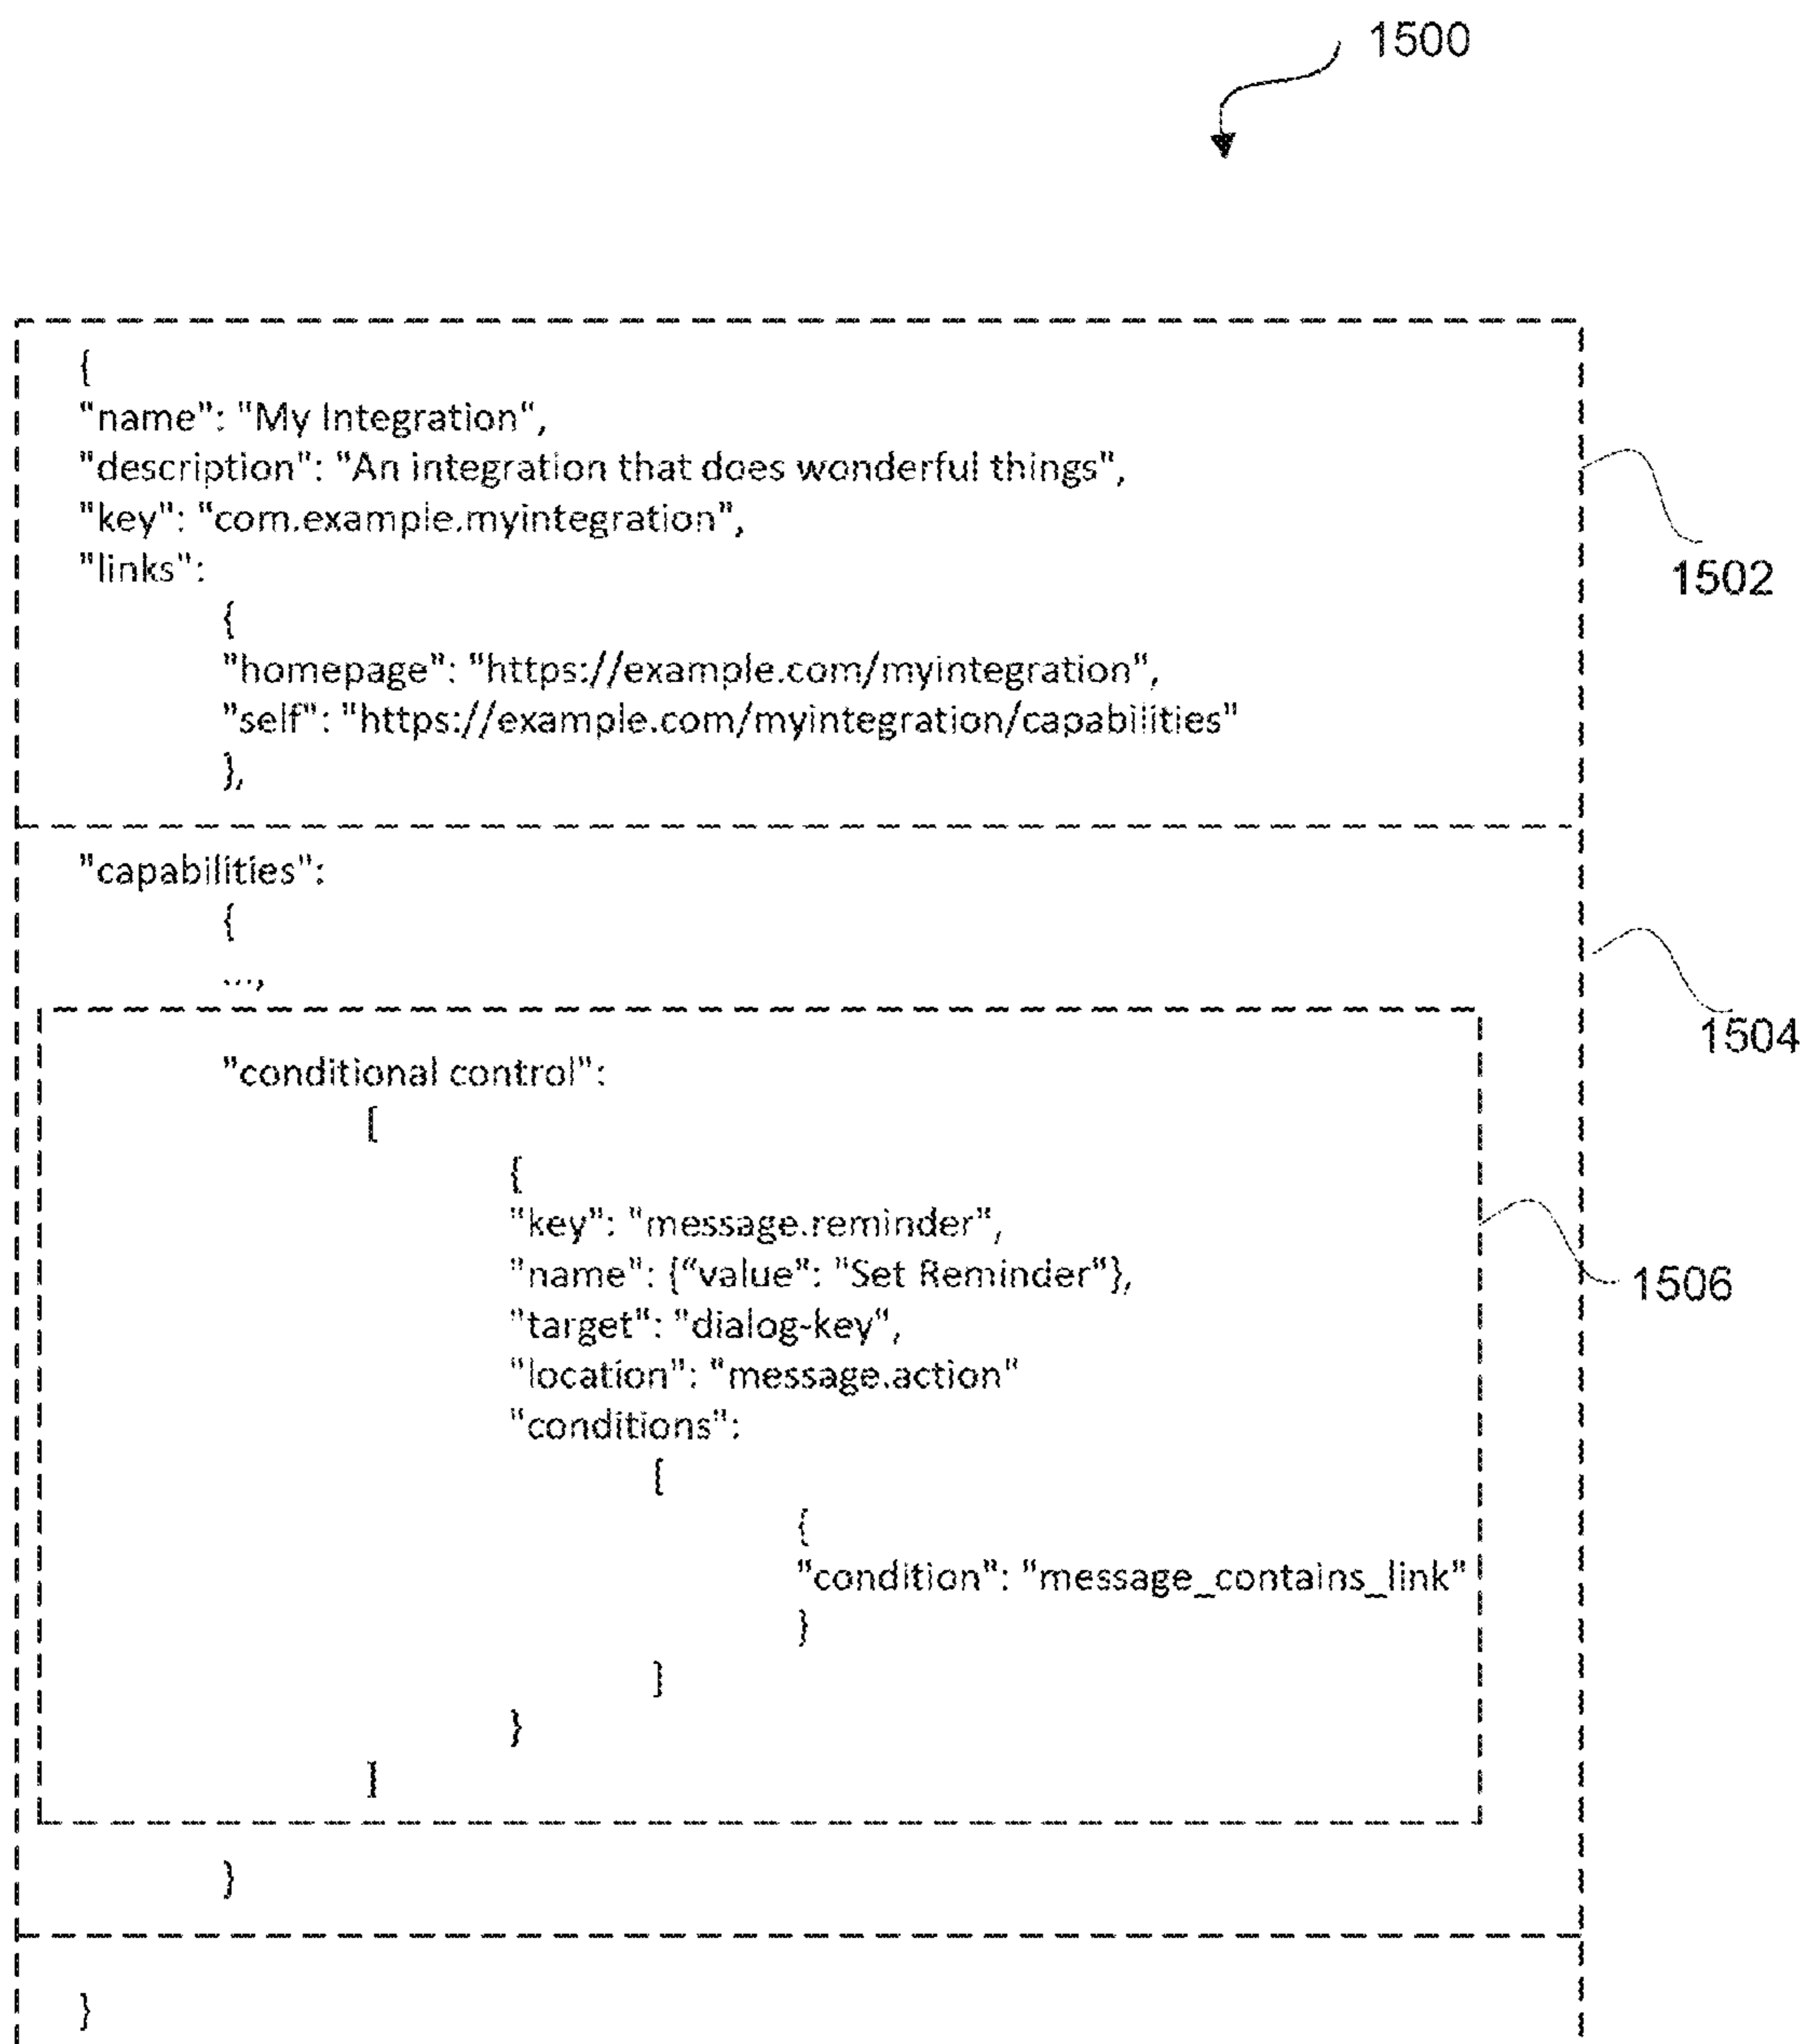 1500
{
"name": "My Integration",
"description": "An integration that does wonderful things",
"key": "com.example.myintegration",
"links":
{
"homepage": "https://example.com/myintegration",
"self": "https://example.com/myintegration/capabilities"
},
1502
"capabilities":
{
...,
1504
"conditional control":
[
{
"key": "message.reminder",
"name": {“value": "Set Reminder"},
"target": "dialog-key",
"location": "message.action"
"conditions":
[
{
"condition": "message_contains_link"
}
]
}
]
1506
}
}